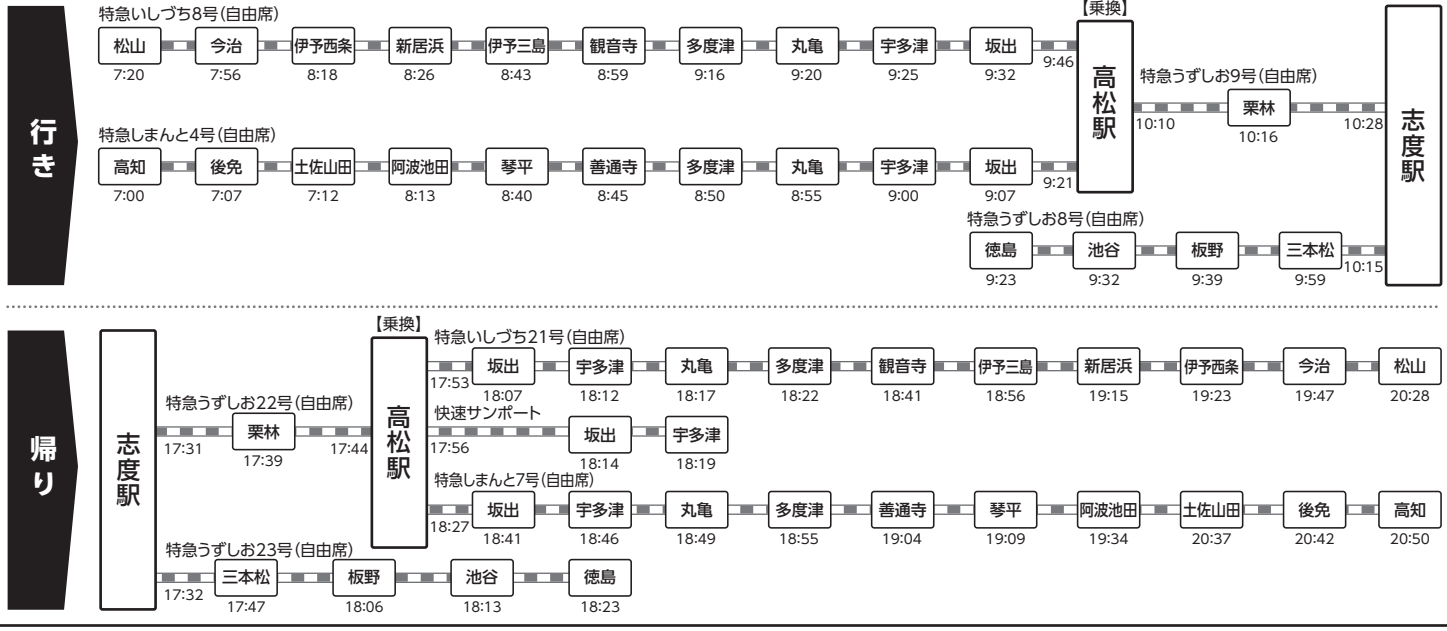 行き
特急いしづち8号(自由席)
松山 今治 伊予西条 新居浜 伊予三島 観音寺 多度津 丸亀 宇多津 坂出
7:20 7:56 8:18 8:26 8:43 8:59 9:16 9:20 9:25 9:32 9:46
特急しまんと4号(自由席)
高知 後免 土佐山田 阿波池田 琴平 善通寺 多度津 丸亀 宇多津 坂出
7:00 7:07 7:12 8:13 8:40 8:45 8:50 8:55 9:00 9:07 9:21
【乗換】
高松駅
特急うずしお9号(自由席)
栗林
10:10 10:16 10:28
特急うずしお8号(自由席)
徳島 池谷 板野 三本松
9:23 9:32 9:39 9:59 10:15
志度駅
帰り
志度駅
特急うずしお22号(自由席)
栗林
17:31 17:39 17:44
【乗換】
高松駅
特急いしづち21号(自由席)
坂出 宇多津 丸亀 多度津 観音寺 伊予三島 新居浜 伊予西条 今治 松山
17:53 18:07 18:12 18:17 18:22 18:41 18:56 19:15 19:23 19:47 20:28
快速サンポート
坂出 宇多津
17:56 18:14 18:19
特急しまんと7号(自由席)
坂出 宇多津 丸亀 多度津 善通寺 琴平 阿波池田 土佐山田 後免 高知
18:27 18:41 18:46 18:49 18:55 19:04 19:09 19:34 20:37 20:42 20:50
特急うずしお23号(自由席)
三本松 板野 池谷 徳島
17:32 17:47 18:06 18:13 18:23